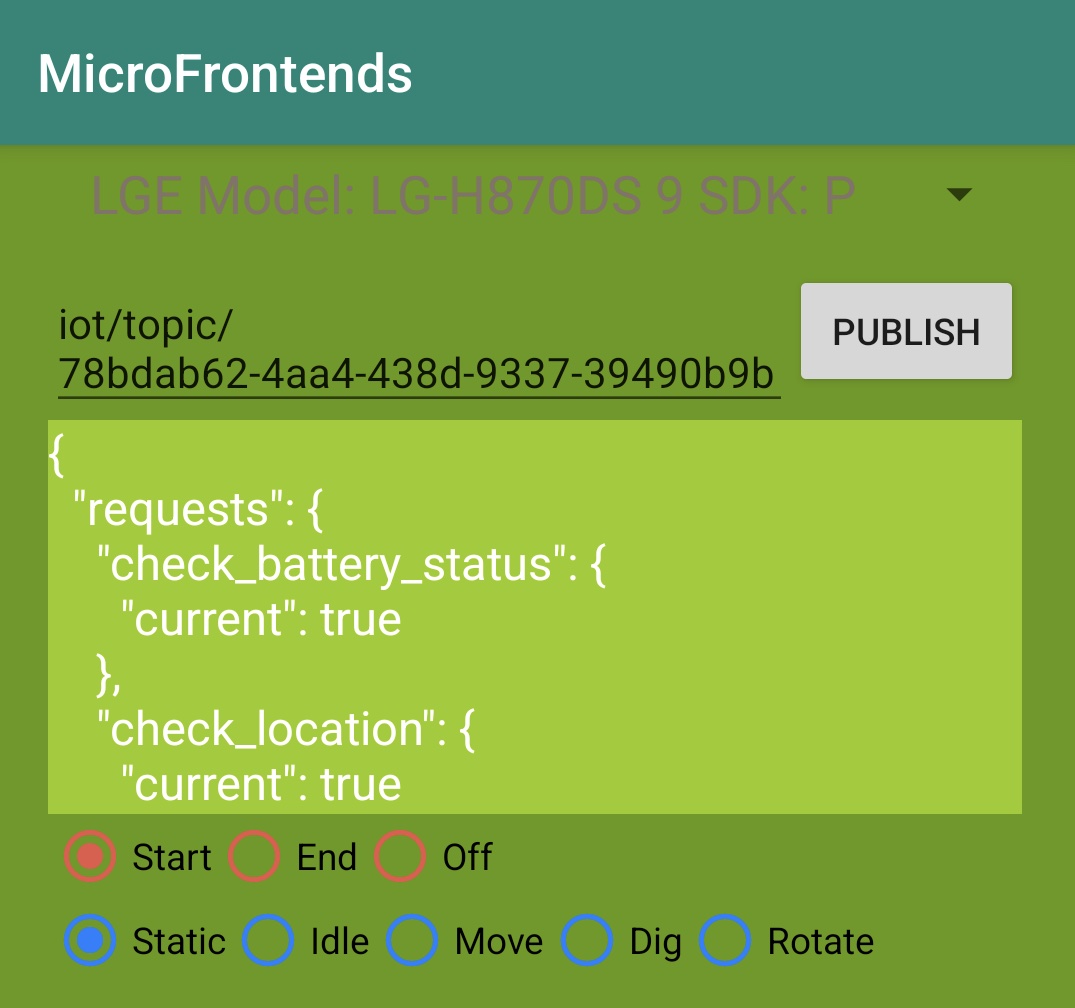 MicroFrontends
LGE Model: LG-H870DS 9 SDK: P
iot/topic/
PUBLISH
78bdab62-4aa4-438d-9337-39490b9b
{
"requests": {
"check_battery_status": {
"current": true
},
"check_location": {
"current": true
Start End Off
Static Idle Move Dig Rotate